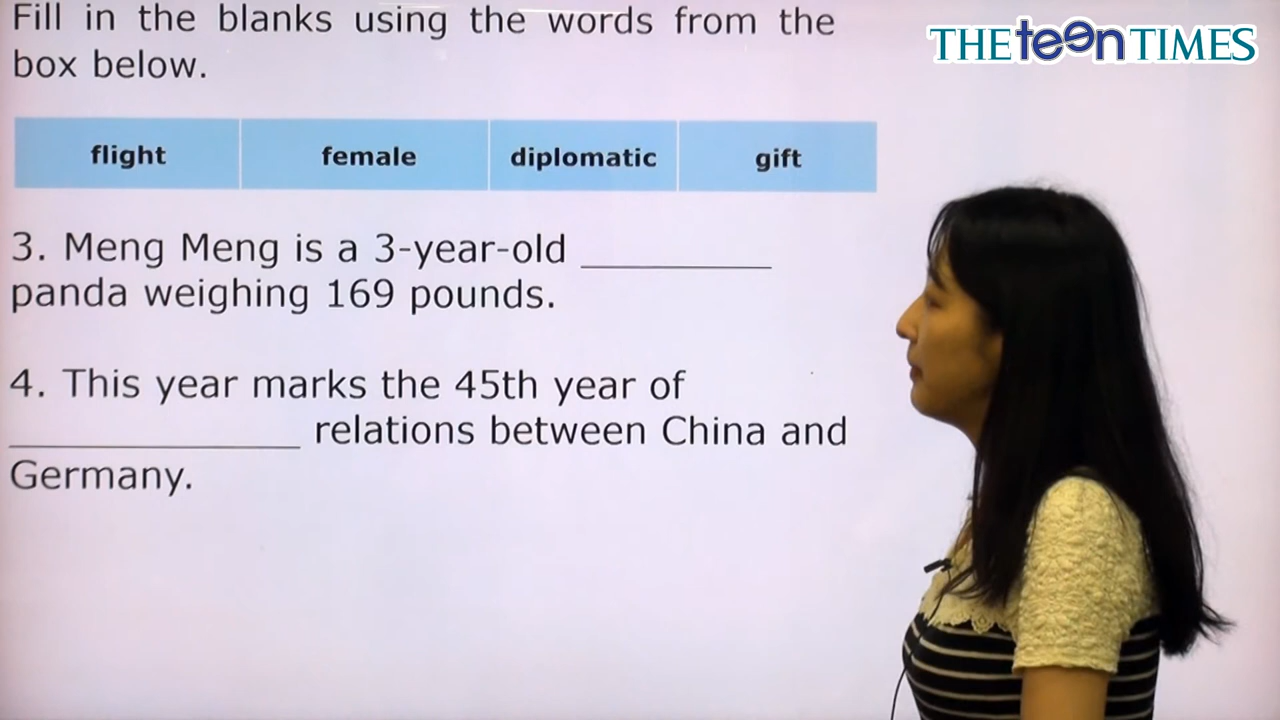 THE teen TIMES
Fill in the blanks using the words from the
box below.
flight female diplomatic gift
3. Meng Meng is a 3-year-old __________
panda weighing 169 pounds.
4. This year marks the 45th year of
_______________ relations between China and
Germany.